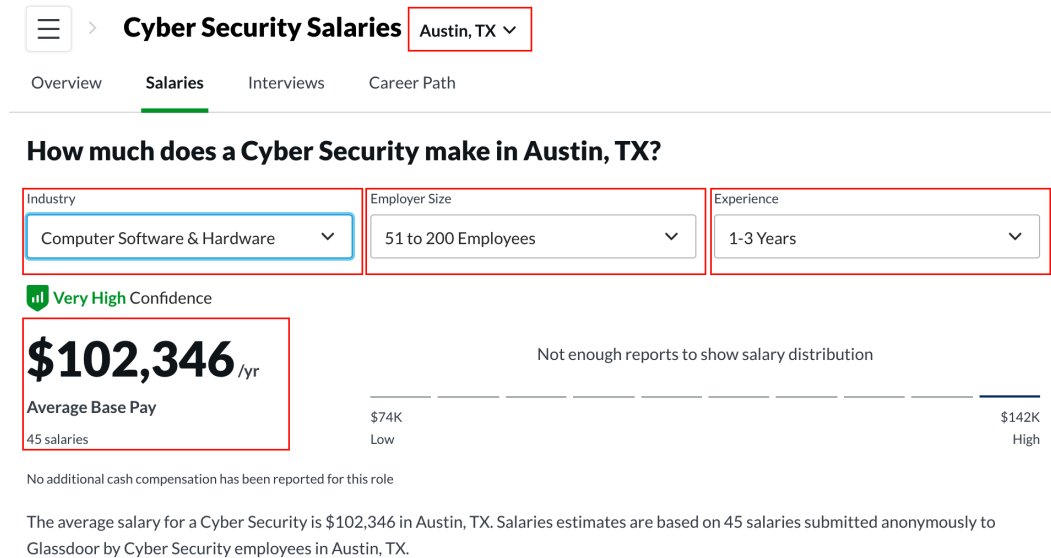 Cyber Security Salaries Austin, TX
Overview Salaries Interviews Career Path
How much does a Cyber Security make in Austin, TX?
Industry Employer Size Experience
Computer Software & Hardware 51 to 200 Employees 1-3 Years
Very High Confidence
$102,346 /yr
Not enough reports to show salary distribution
Average Base Pay
$74K $142K
45 salaries
Low High
No additional cash compensation has been reported for this role
The average salary for a Cyber Security is $102,346 in Austin, TX. Salaries estimates are based on 45 salaries submitted anonymously to
Glassdoor by Cyber Security employees in Austin, TX.